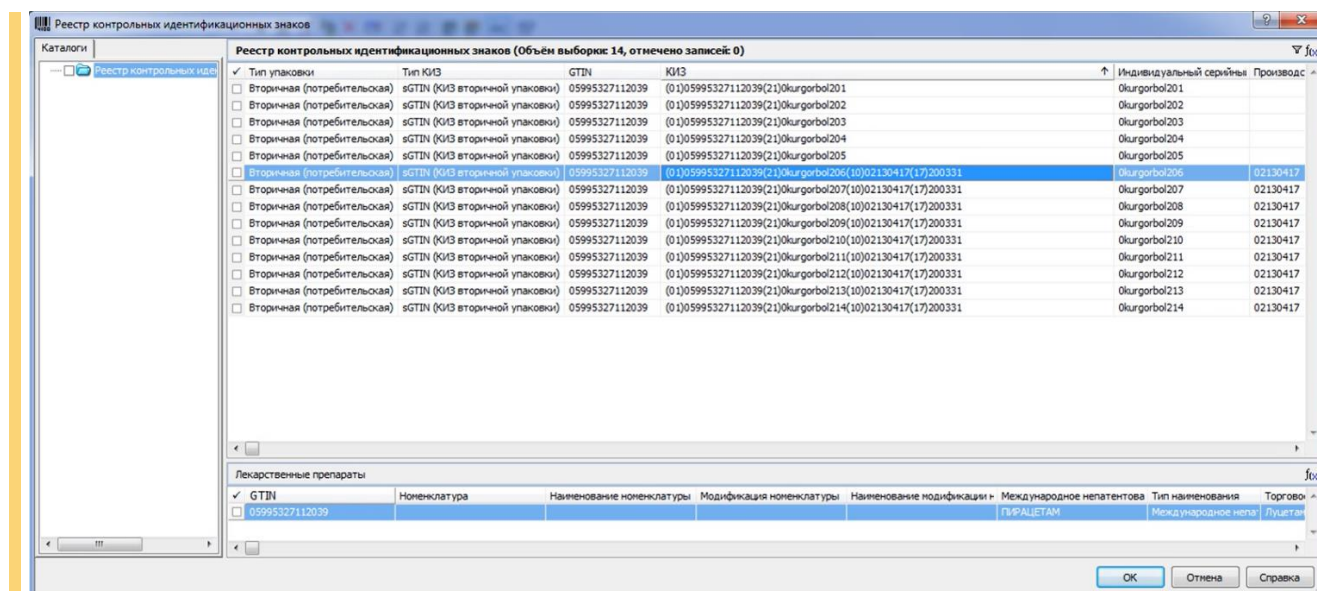 Реестр контрольных идентификационных знаков
Каталоги
Реестр контрольных иден
Реестр контрольных идентификационных знаков (Объём выборки: 14, отмечено записей: 0)
Тип упаковки Тип КИЗ GTIN КИЗ Индивидуальный серийный Производс
Вторичная (потребительская) sGTIN (КИЗ вторичной упаковки) 05995327112039 (01)05995327112039(21)0kurgorbol201 0kurgorbol201
Вторичная (потребительская) sGTIN (КИЗ вторичной упаковки) 05995327112039 (01)05995327112039(21)0kurgorbol202 0kurgorbol202
Вторичная (потребительская) sGTIN (КИЗ вторичной упаковки) 05995327112039 (01)05995327112039(21)0kurgorbol203 0kurgorbol203
Вторичная (потребительская) sGTIN (КИЗ вторичной упаковки) 05995327112039 (01)05995327112039(21)0kurgorbol204 0kurgorbol204
Вторичная (потребительская) sGTIN (КИЗ вторичной упаковки) 05995327112039 (01)05995327112039(21)0kurgorbol205 0kurgorbol205
Вторичная (потребительская) sGTIN (КИЗ вторичной упаковки) 05995327112039 (01)05995327112039(21)0kurgorbol206(10)02130417(17)200331 0kurgorbol206 02130417
Вторичная (потребительская) sGTIN (КИЗ вторичной упаковки) 05995327112039 (01)05995327112039(21)0kurgorbol207(10)02130417(17)200331 0kurgorbol207 02130417
Вторичная (потребительская) sGTIN (КИЗ вторичной упаковки) 05995327112039 (01)05995327112039(21)0kurgorbol208(10)02130417(17)200331 0kurgorbol208 02130417
Вторичная (потребительская) sGTIN (КИЗ вторичной упаковки) 05995327112039 (01)05995327112039(21)0kurgorbol209(10)02130417(17)200331 0kurgorbol209 02130417
Вторичная (потребительская) sGTIN (КИЗ вторичной упаковки) 05995327112039 (01)05995327112039(21)0kurgorbol210(10)02130417(17)200331 0kurgorbol210 02130417
Вторичная (потребительская) sGTIN (КИЗ вторичной упаковки) 05995327112039 (01)05995327112039(21)0kurgorbol211(10)02130417(17)200331 0kurgorbol211 02130417
Вторичная (потребительская) sGTIN (КИЗ вторичной упаковки) 05995327112039 (01)05995327112039(21)0kurgorbol212(10)02130417(17)200331 0kurgorbol212 02130417
Вторичная (потребительская) sGTIN (КИЗ вторичной упаковки) 05995327112039 (01)05995327112039(21)0kurgorbol213(10)02130417(17)200331 0kurgorbol213 02130417
Вторичная (потребительская) sGTIN (КИЗ вторичной упаковки) 05995327112039 (01)05995327112039(21)0kurgorbol214(10)02130417(17)200331 0kurgorbol214 02130417
Лекарственные препараты
GTIN Номенклатура Наименование номенклатуры Модификация номенклатуры Наименование модификации н Международное непатентова Тип наименования Торговое
05995327112039 ПИРАЦЕТАМ Международное непат Луцетам
ОК Отмена Справка